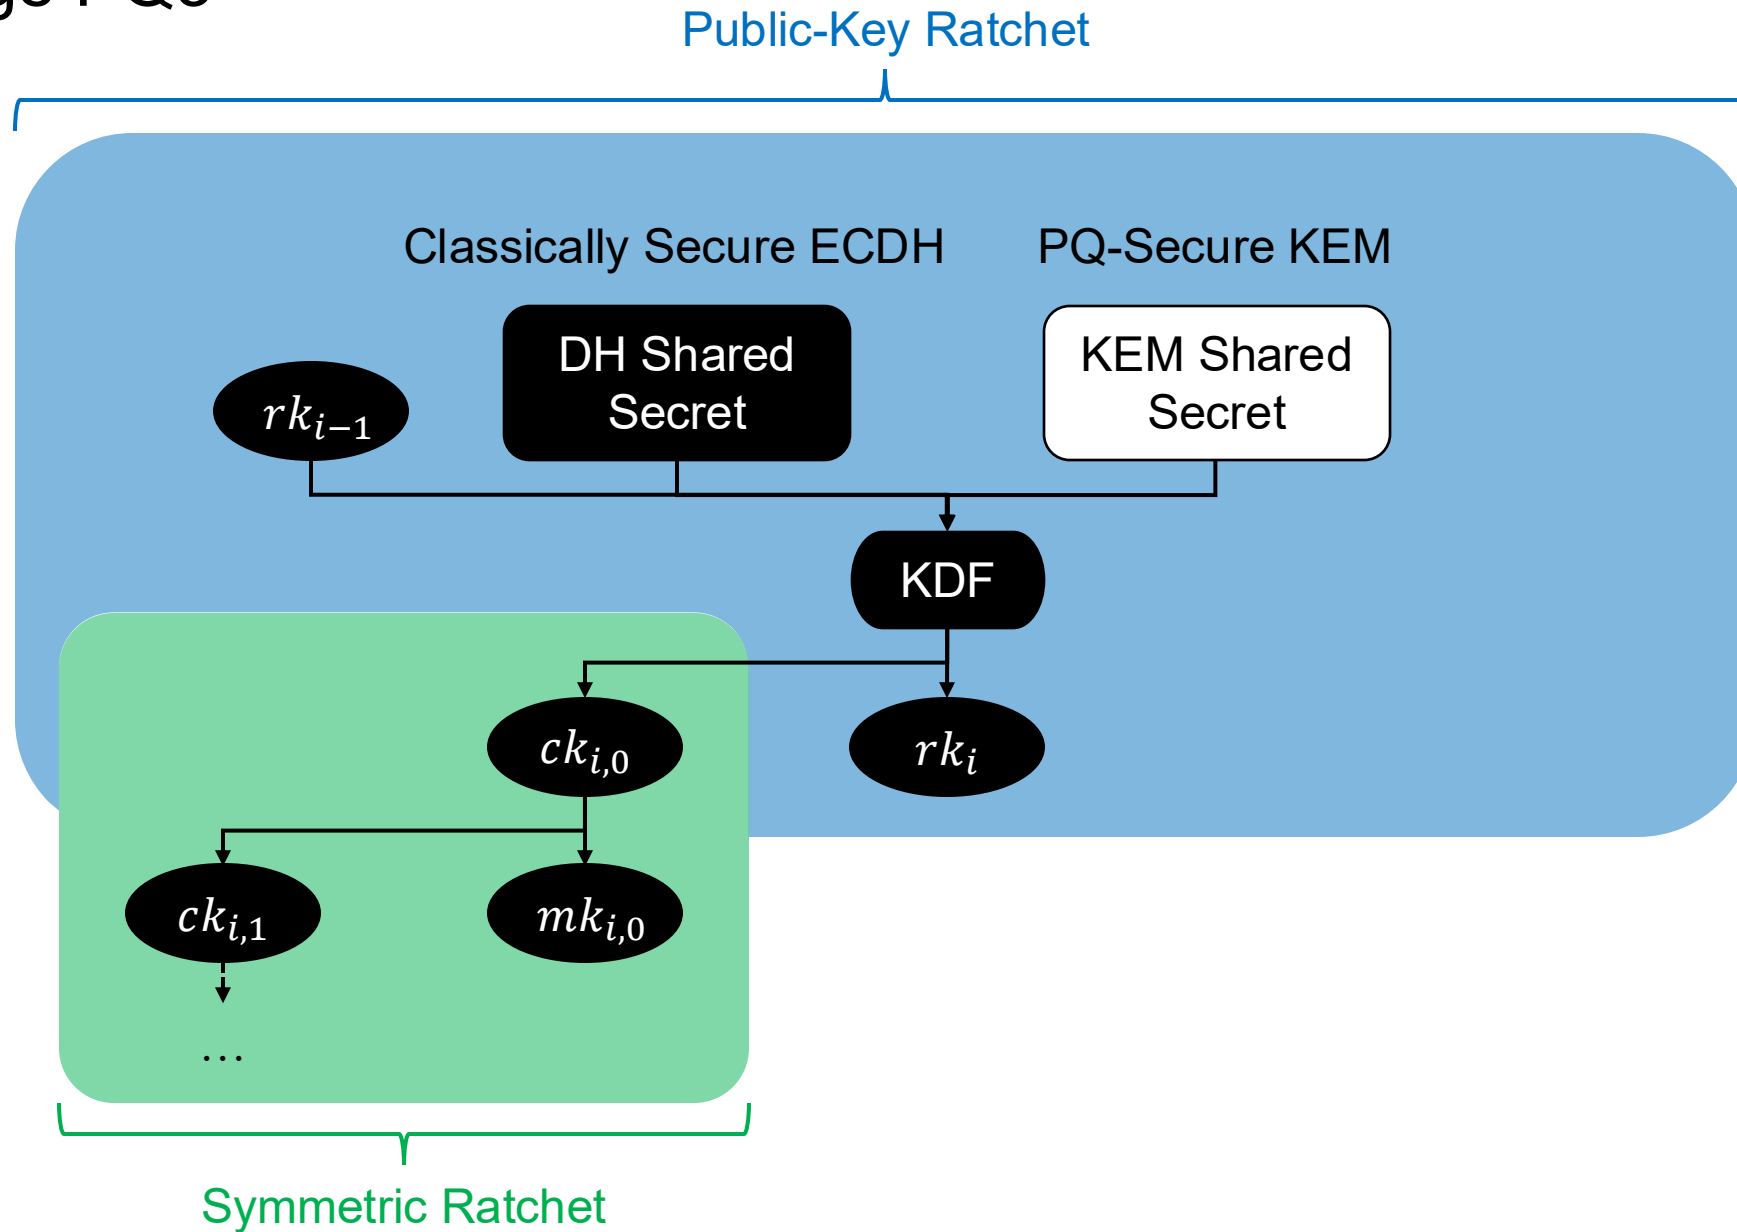 Public-Key Ratchet
Classically Secure ECDH
PQ-Secure KEM
DH Shared
Secret
KEM Shared
Secret
rk_{i−1}
KDF
ck_{i,0}
rk_i
ck_{i,1}
mk_{i,0}
...
Symmetric Ratchet